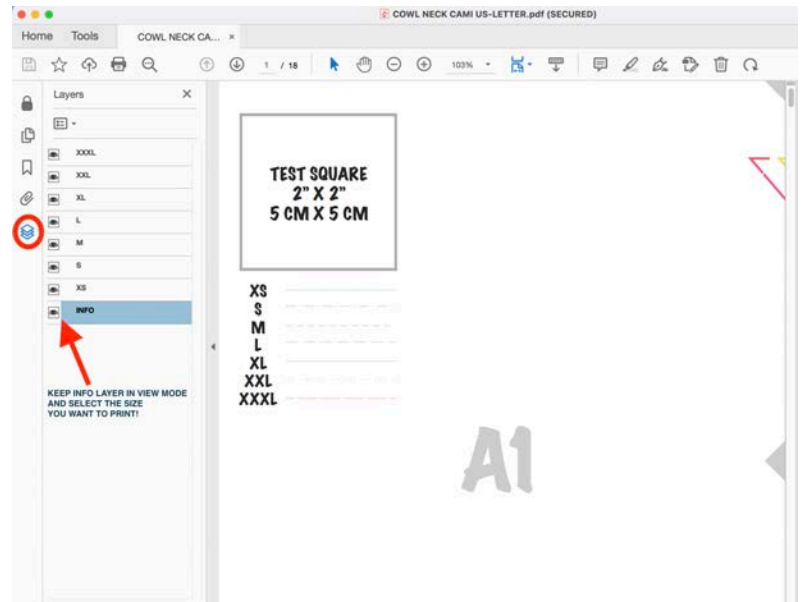 COWL NECK CAMI US-LETTER.pdf (SECURED)
Home Tools COWL NECK CA... ×
1 / 18 103%
Layers ×
XXXL
XXL
XL
L
M
S
XS
INFO
KEEP INFO LAYER IN VIEW MODE
AND SELECT THE SIZE
YOU WANT TO PRINT!
TEST SQUARE
2" X 2"
5 CM X 5 CM
XS
S
M
L
XL
XXL
XXXL
A1